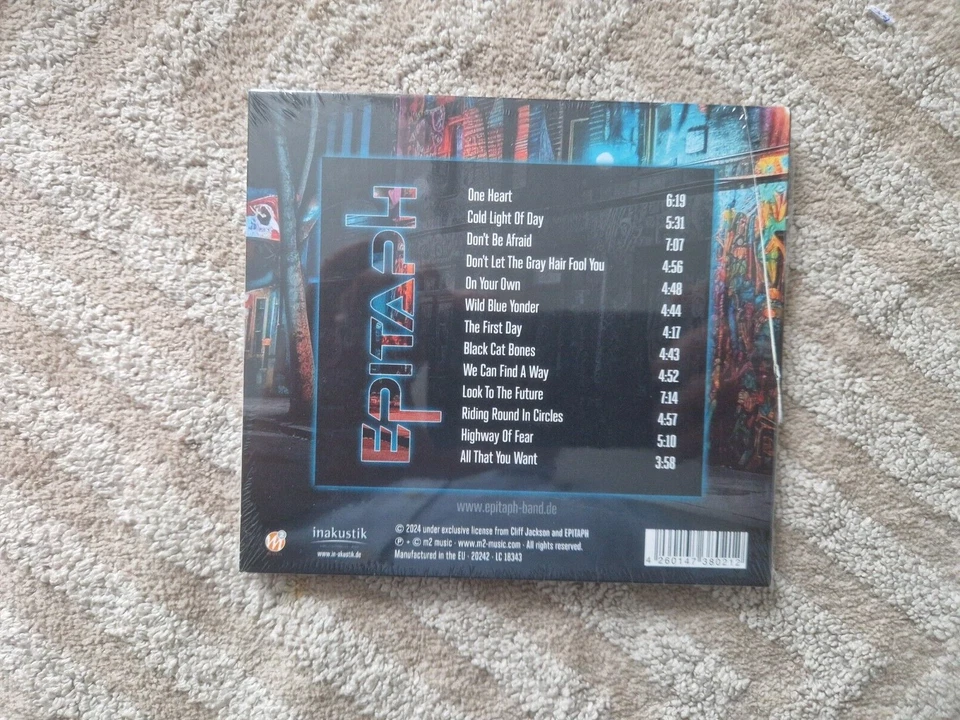 EPITAPH
One Heart 6:19
Cold Light Of Day 5:31
Don't Be Afraid 7:07
Don't Let The Gray Hair Fool You 4:56
On Your Own 4:48
Wild Blue Yonder 4:44
The First Day 4:17
Black Cat Bones 4:43
We Can Find A Way 4:52
Look To The Future 7:14
Riding Round In Circles 4:57
Highway Of Fear 5:10
All That You Want 3:58
www.epitaph-band.de
inakustik
www.in-akustik.de
© 2024 under exclusive license from Cliff Jackson and EPITAPH
℗ + © m2 music · www.m2-music.com · All rights reserved.
Manufactured in the EU · 20242 · LC 18343
4 260147 380212